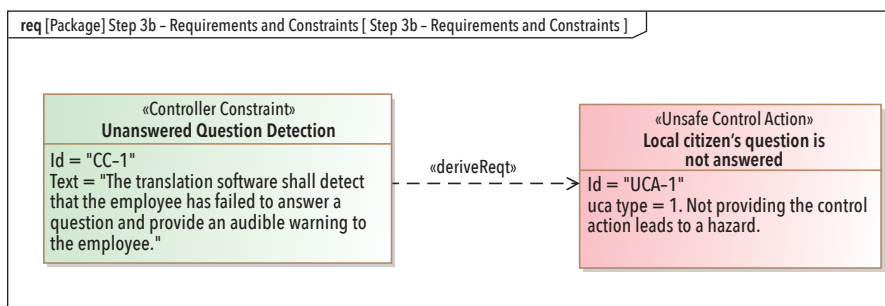 req [Package] Step 3b – Requirements and Constraints [ Step 3b – Requirements and Constraints ]
«Controller Constraint»
Unanswered Question Detection
Id = "CC–1"
Text = "The translation software shall detect
that the employee has failed to answer a
question and provide an audible warning to
the employee."
«deriveReqt»
«Unsafe Control Action»
Local citizen's question is
not answered
Id = "UCA–1"
uca type = 1. Not providing the control
action leads to a hazard.